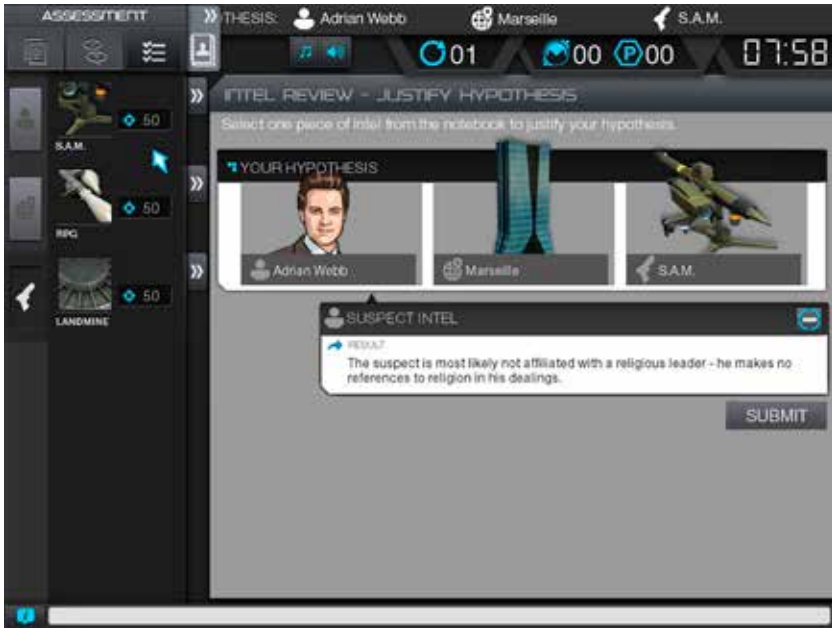 ASSESSMENT
THESIS: Adrian Webb Marseille S.A.M.
01 00 P 00 07:58
50
S.A.M.
50
RPG
50
LANDMINE
INTEL REVIEW - JUSTIFY HYPOTHESIS
Select one piece of intel from the notebook to justify your hypothesis.
YOUR HYPOTHESIS
Adrian Webb Marseille S.A.M.
SUSPECT INTEL
RESULT
The suspect is most likely not affiliated with a religious leader - he makes no
references to religion in his dealings.
SUBMIT